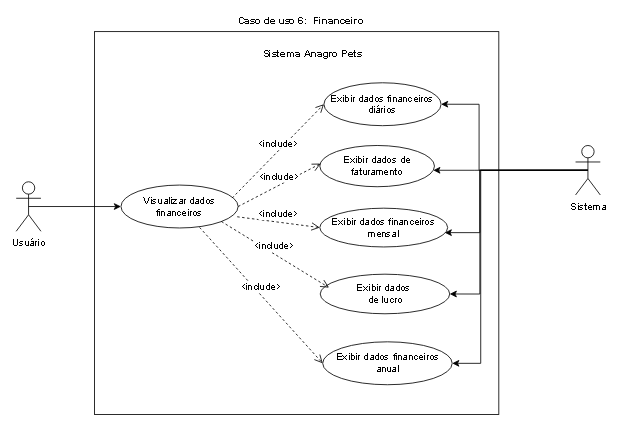 Caso de uso 6: Financeiro
Sistema Anagro Pets
Exibir dados financeiros
diários
<include>
Exibir dados de
faturamento
<include>
Visualizar dados
financeiros
<include>
Exibir dados financeiros
mensal
Usuário
Sistema
<include>
Exibir dados
de lucro
<include>
Exibir dados financeiros
anual